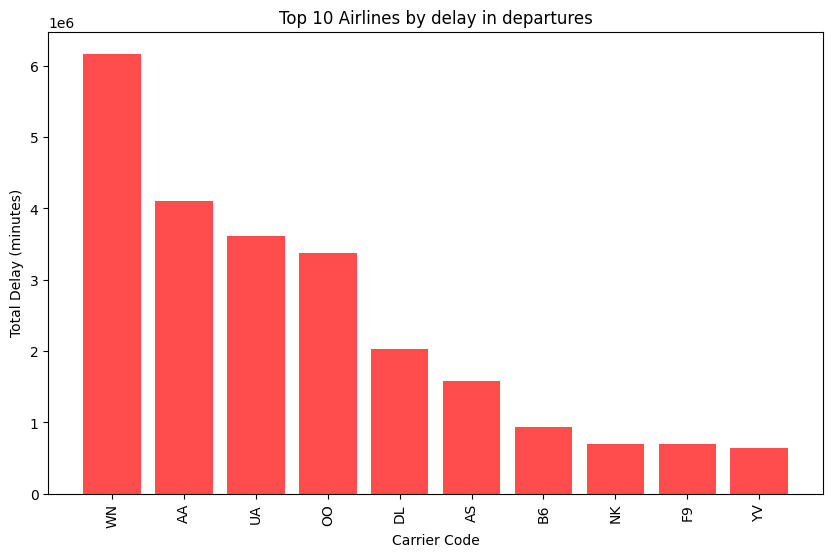 Top 10 Airlines by delay in departures
1e6
6
5
4
3
2
1
0
Total Delay (minutes)
WN AA UA OO DL AS B6 NK F9 YV
Carrier Code